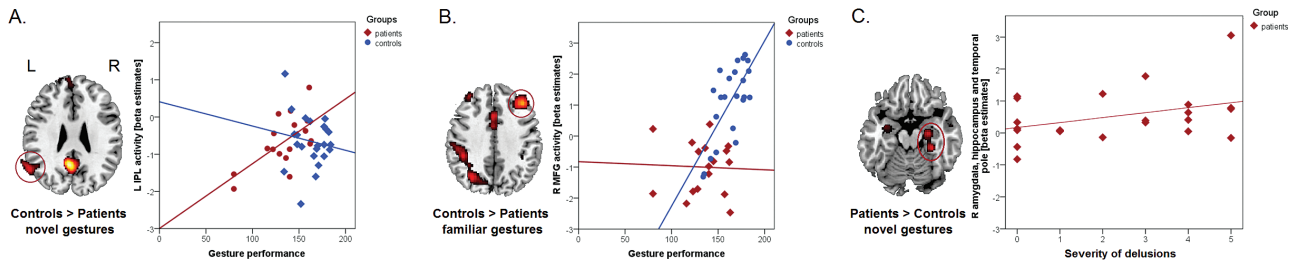 A.
L
R
Controls > Patients
novel gestures
L IPL activity [beta estimates]
2
1
0
-1
-2
-3
0
50
100
150
200
Gesture performance
Groups
patients
controls
B.
Controls > Patients
familiar gestures
R MFG activity [beta estimates]
3
2
1
0
-1
-2
-3
0
50
100
150
200
Gesture performance
Groups
patients
controls
C.
Patients > Controls
novel gestures
R amygdala, hippocampus and temporal
pole [beta estimates]
3
2
1
0
-1
-2
-3
0
1
2
3
4
5
Severity of delusions
Group
patients